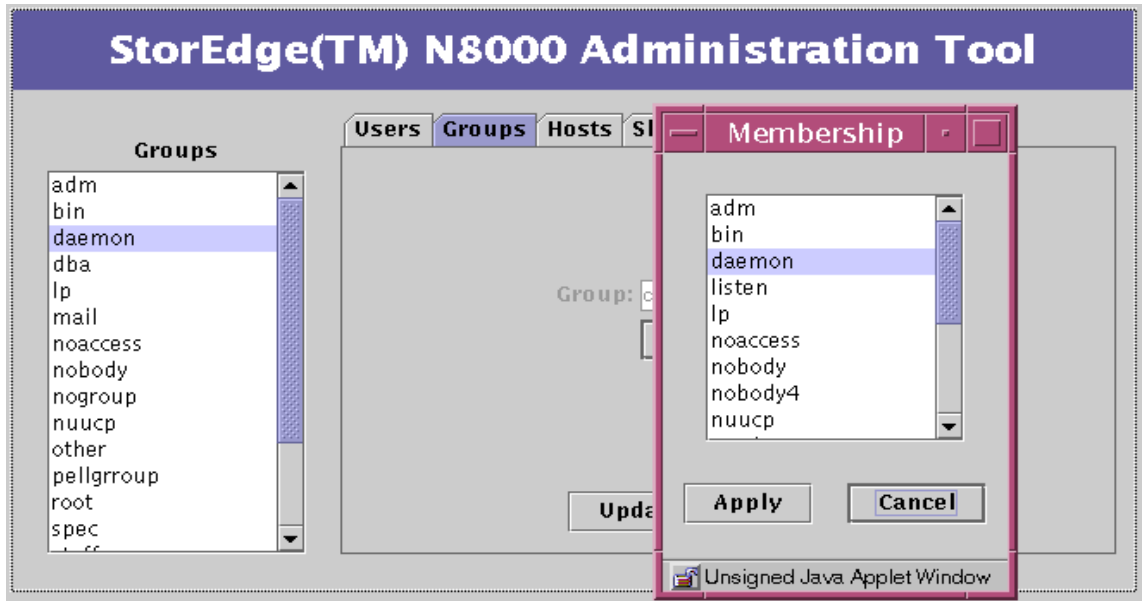 StorEdge(TM) N8000 Administration Tool
Groups
adm
bin
daemon
dba
lp
mail
noaccess
nobody
nogroup
nuucp
other
pellgrroup
root
spec
Users Groups Hosts
Group:
Membership
adm
bin
daemon
listen
lp
noaccess
nobody
nobody4
nuucp
Apply Cancel
Unsigned Java Applet Window